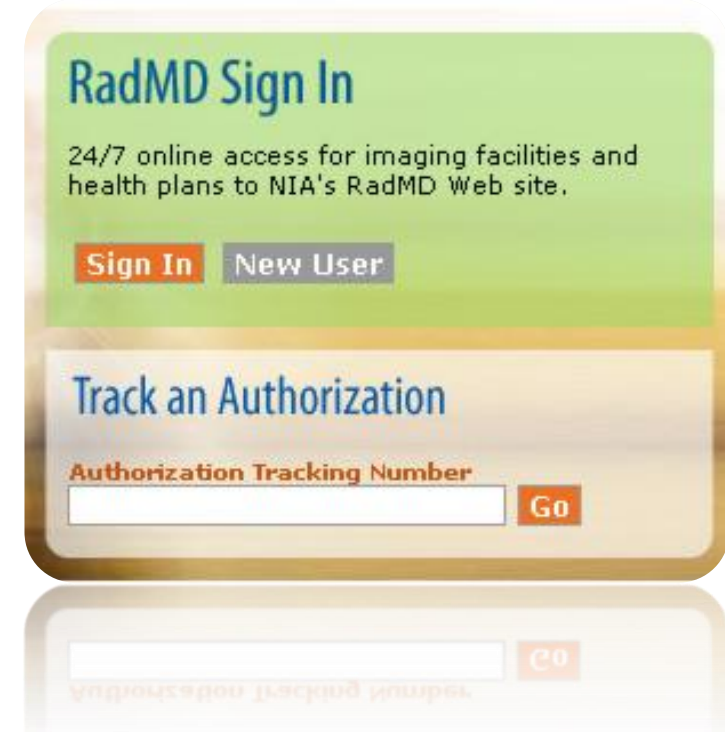 RadMD Sign In
24/7 online access for imaging facilities and
health plans to NIA's RadMD Web site.
Sign In New User
Track an Authorization
Authorization Tracking Number
Go